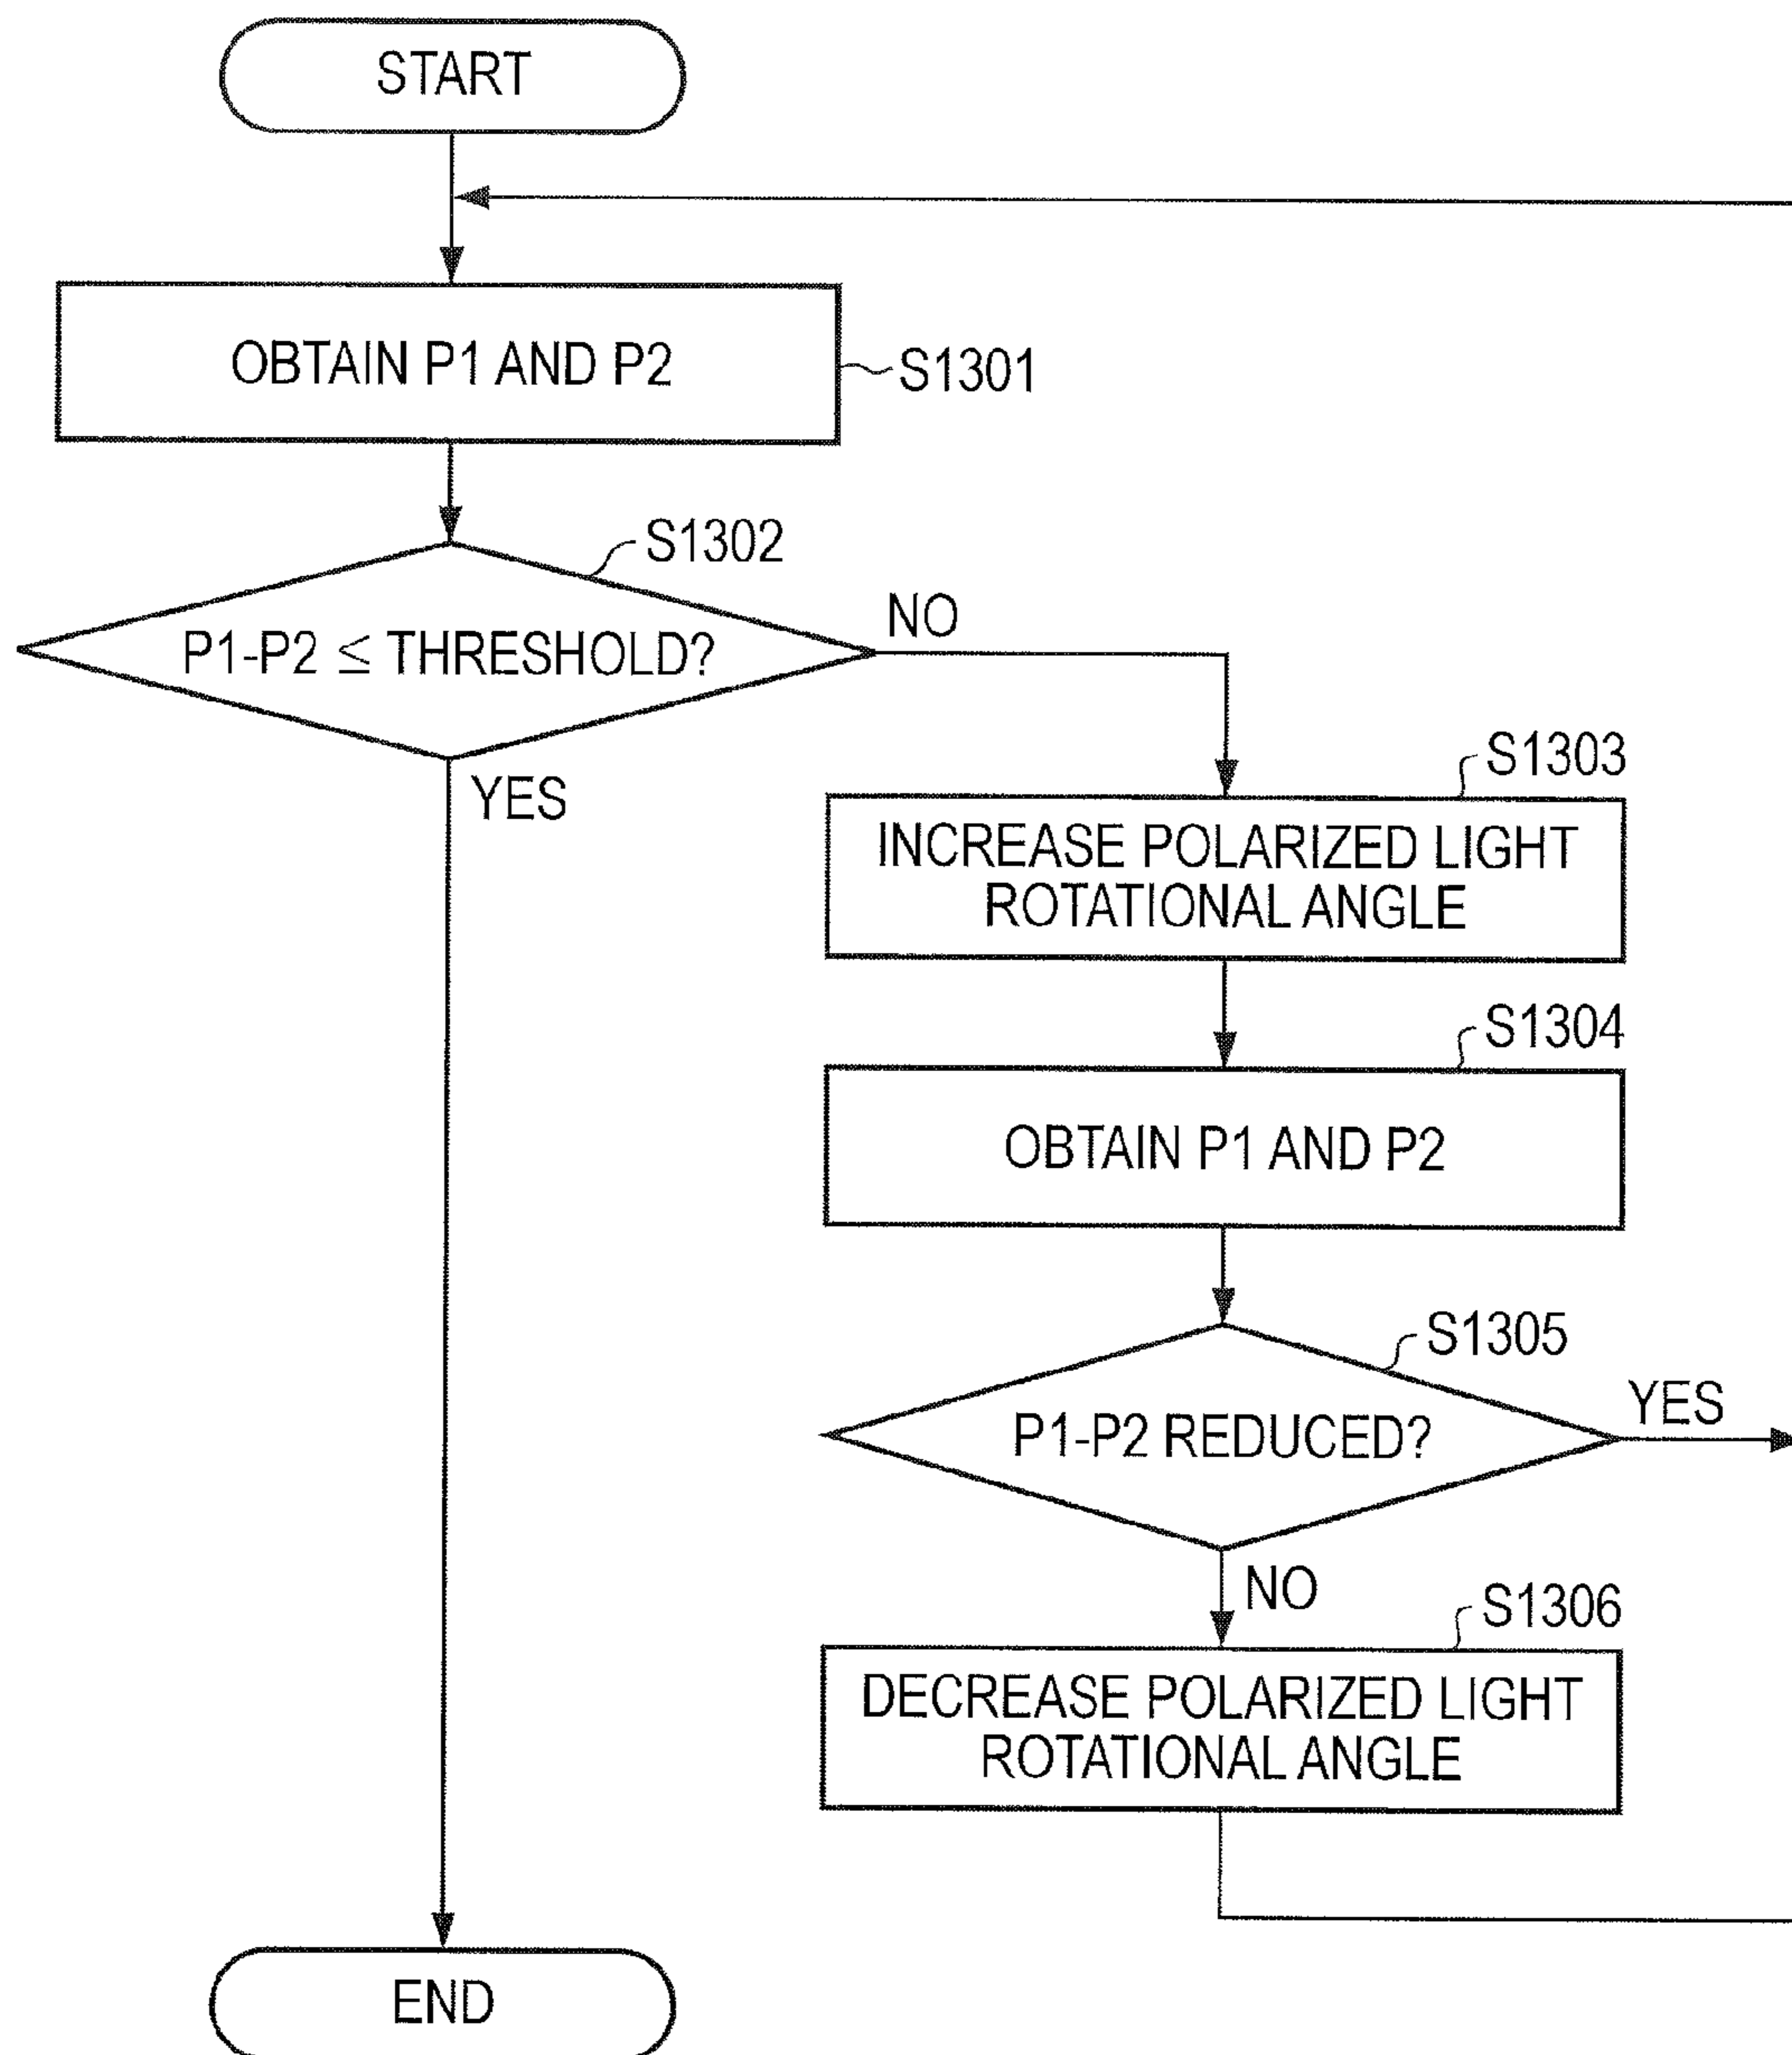 START
OBTAIN P1 AND P2
S1301
S1302
P1-P2 ≤ THRESHOLD?
NO
YES
S1303
INCREASE POLARIZED LIGHT
ROTATIONAL ANGLE
S1304
OBTAIN P1 AND P2
S1305
P1-P2 REDUCED?
YES
NO
S1306
DECREASE POLARIZED LIGHT
ROTATIONAL ANGLE
END